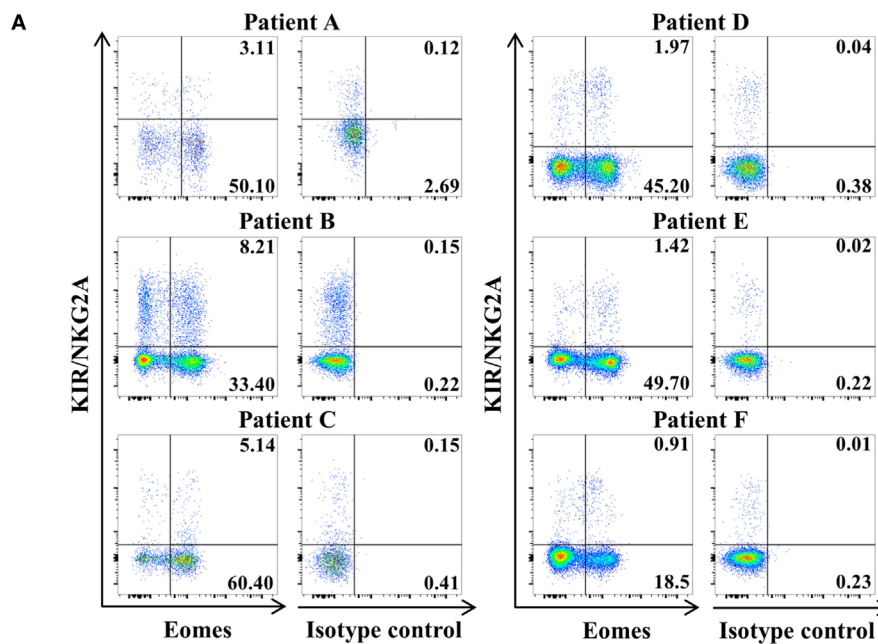 A
Patient A
3.11
0.12
50.10
2.69
Patient B
8.21
0.15
33.40
0.22
Patient C
5.14
0.15
60.40
0.41
KIR/NKG2A
Eomes
Isotype control
Patient D
1.97
0.04
45.20
0.38
Patient E
1.42
0.02
49.70
0.22
Patient F
0.91
0.01
18.5
0.23
KIR/NKG2A
Eomes
Isotype control